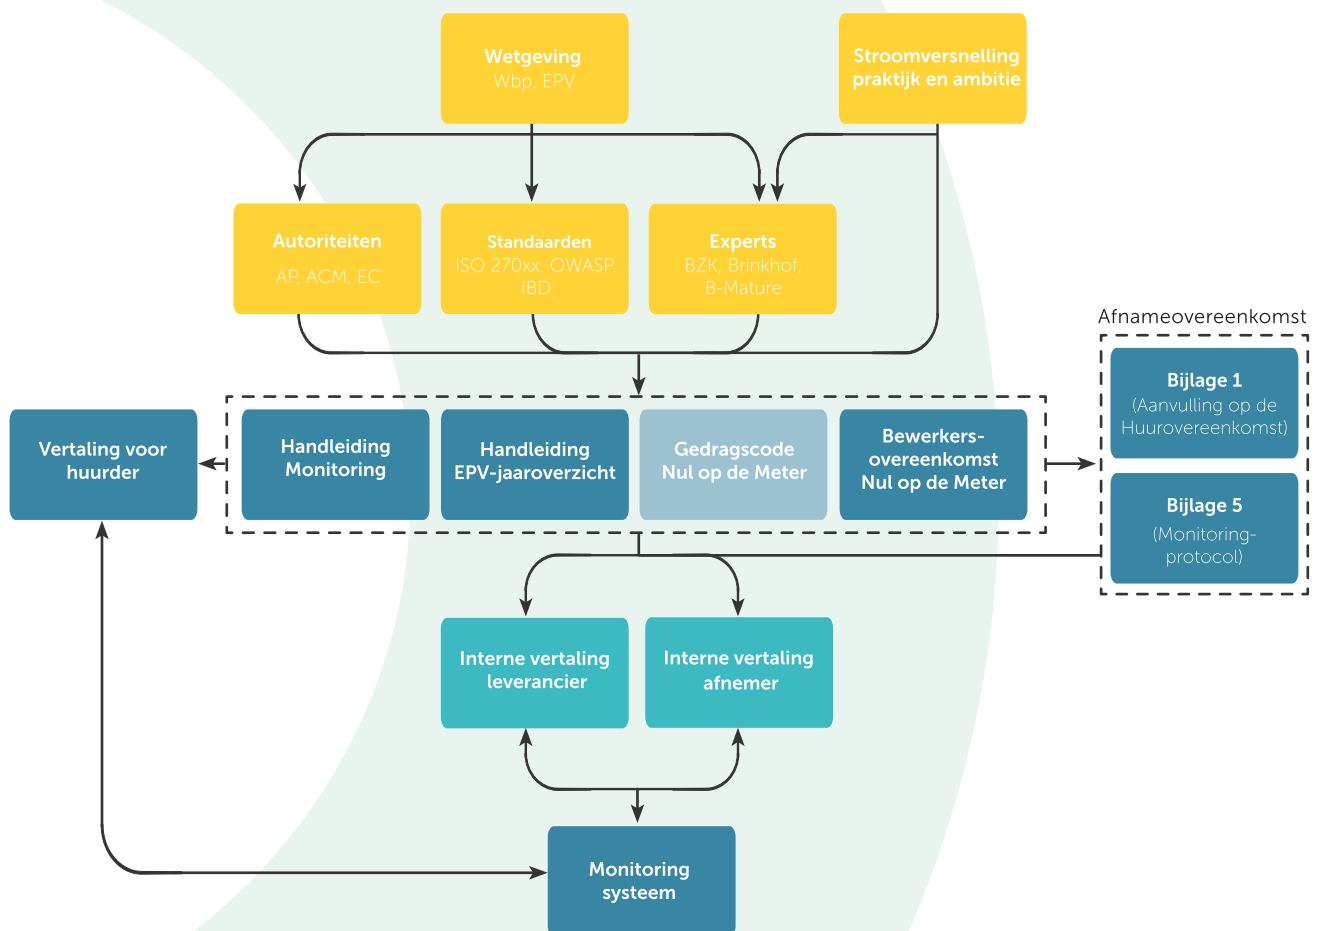 Wetgeving
Wbp, EPV
Stroomversnelling
praktijk en ambitie
Autoriteiten
AP, ACM, EC
Standaarden
ISO 270xx, OWASP,
IBD
Experts
BZK, Brinkhof,
B-Mature
Afnameovereenkomst
Bijlage 1
(Aanvulling op de
Huurovereenkomst)
Bijlage 5
(Monitoring-
protocol)
Vertaling voor
huurder
Handleiding
Monitoring
Handleiding
EPV-jaaroverzicht
Gedragscode
Nul op de Meter
Bewerkers-
overeenkomst
Nul op de Meter
Interne vertaling
leverancier
Interne vertaling
afnemer
Monitoring
systeem